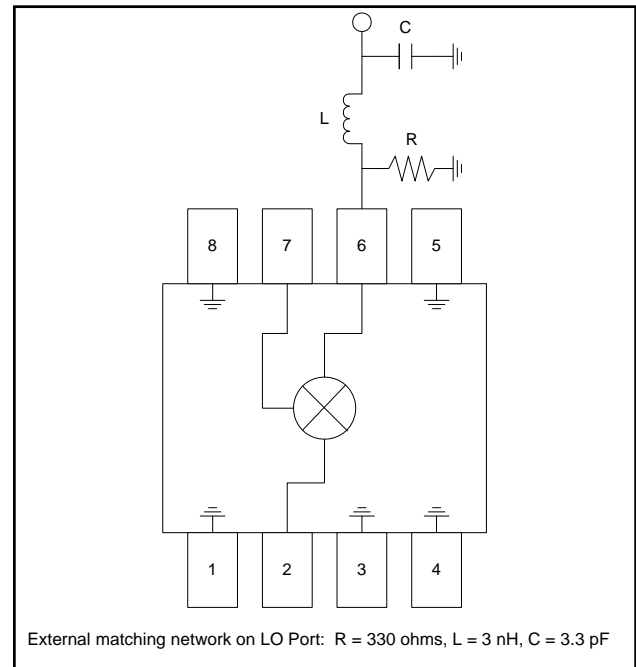 C
L
R
8 7 6 5
1 2 3 4
External matching network on LO Port: R = 330 ohms, L = 3 nH, C = 3.3 pF